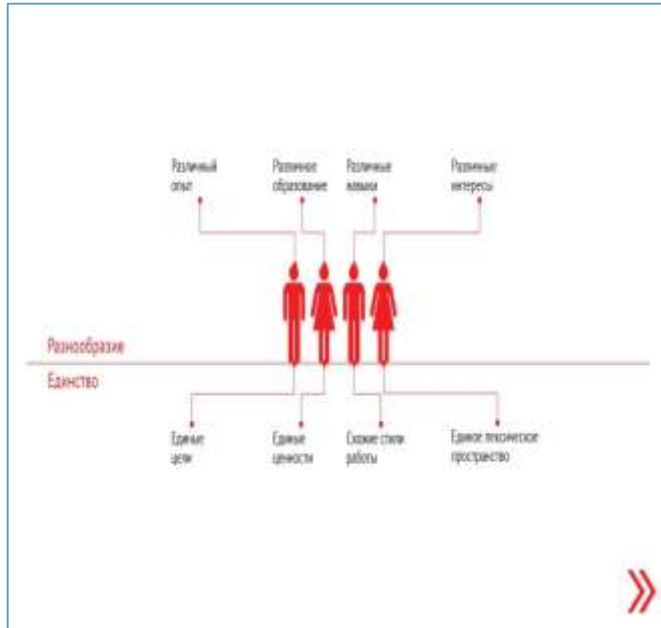 Различный
опыт
Различное
образование
Различные
навыки
Различные
интересы
Разнообразие
Единство
Единые
цели
Единые
ценности
Схожие стили
работы
Единое лексическое
пространство